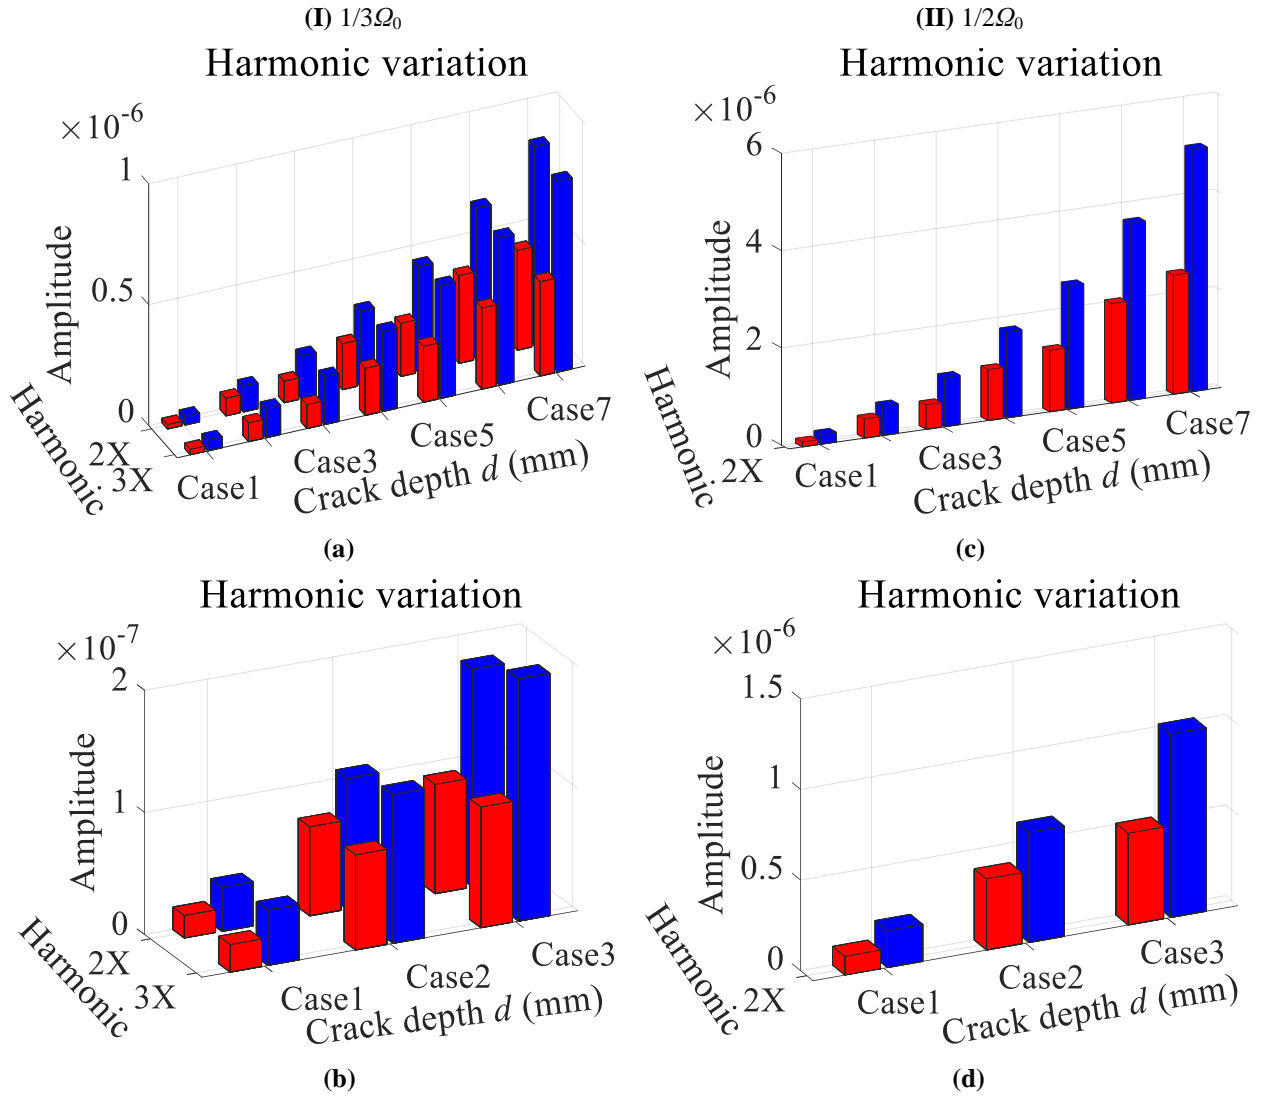 (I) 1/3Ω0
Harmonic variation
×10-6
1
0.5
0
Amplitude
Harmonic
2X
3X
Case1
Case3
Case5
Case7
Crack depth d (mm)
(a)
(II) 1/2Ω0
Harmonic variation
×10-6
6
4
2
0
Amplitude
Harmonic
2X
Case1
Case3
Case5
Case7
Crack depth d (mm)
(c)
Harmonic variation
×10-7
2
1
0
Amplitude
Harmonic
2X
3X
Case1
Case2
Case3
Crack depth d (mm)
(b)
Harmonic variation
×10-6
1.5
1
0.5
0
Amplitude
Harmonic
2X
Case1
Case2
Case3
Crack depth d (mm)
(d)